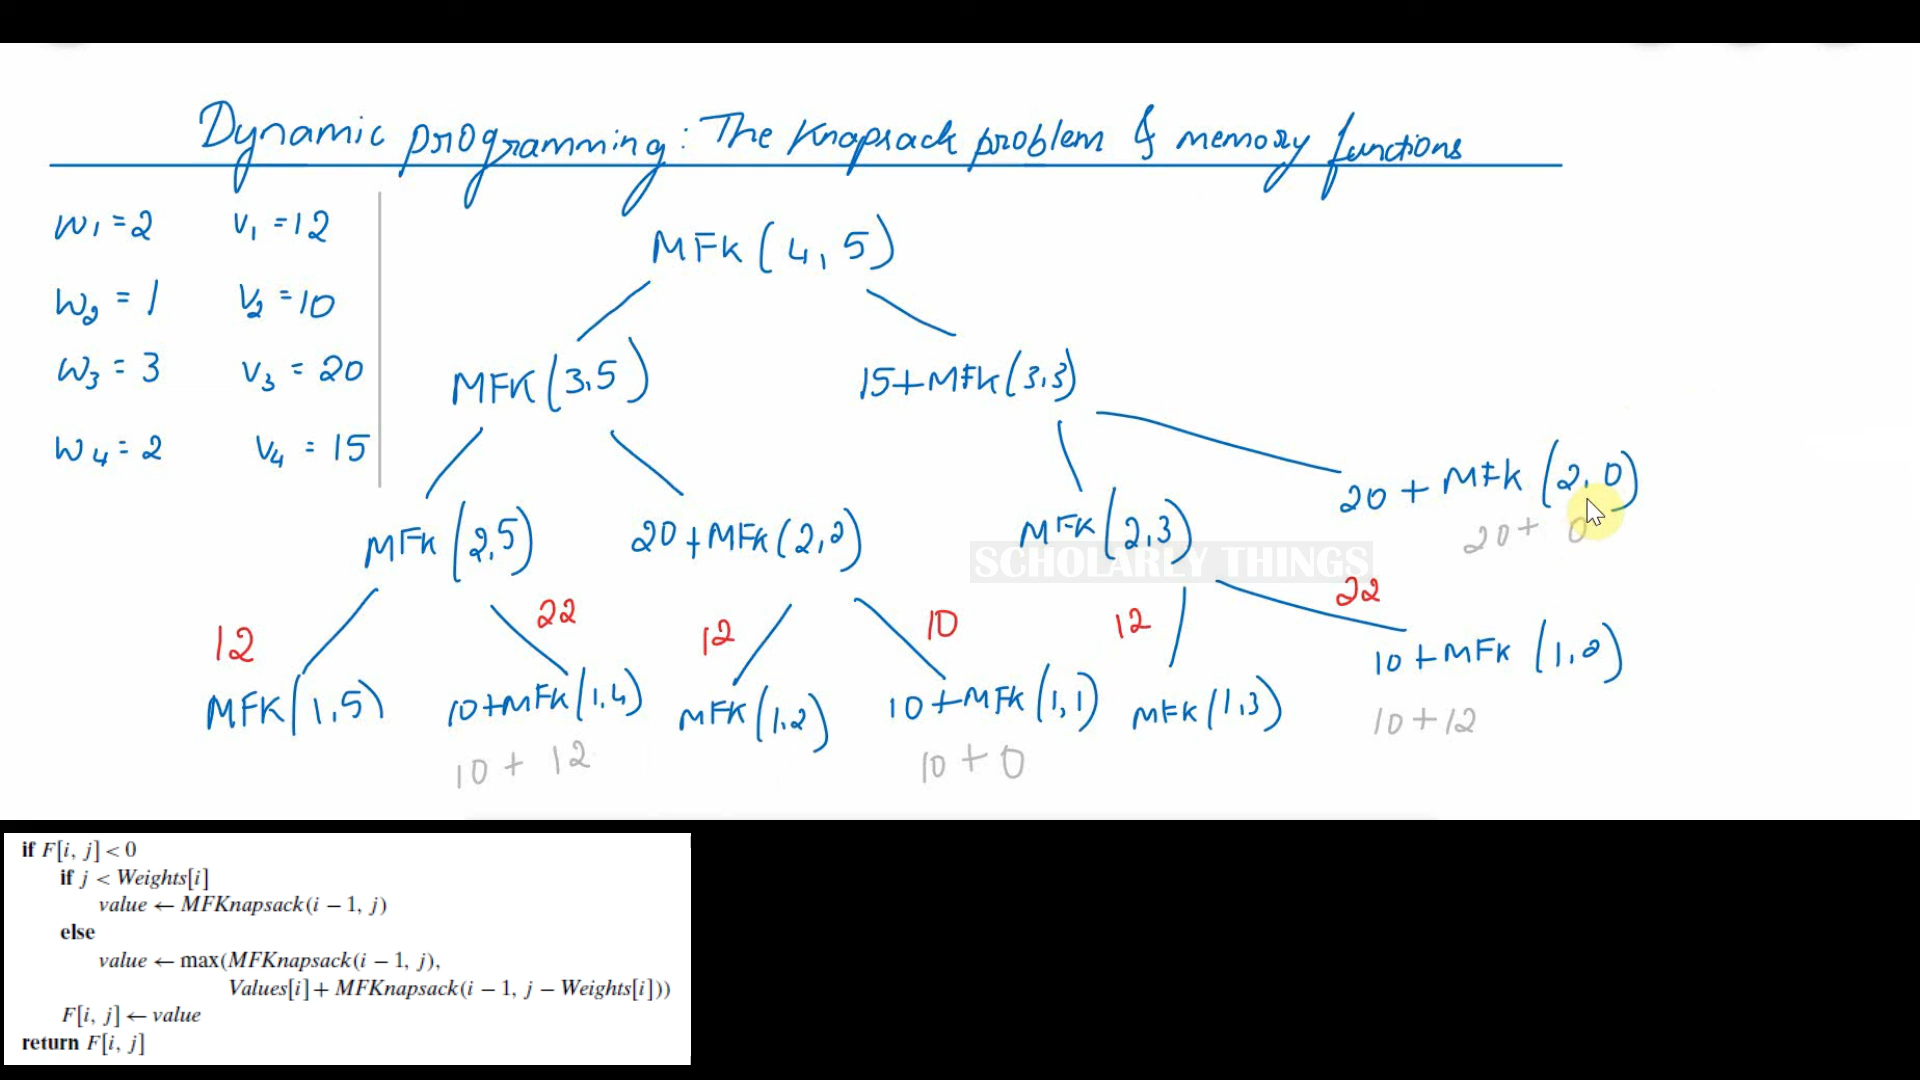 Dynamic programming: The Knapsack problem & memory functions
w1 = 2 v1 = 12
w2 = 1 v2 = 10
w3 = 3 v3 = 20
w4 = 2 v4 = 15
MFK(4,5)
MFK(3,5) 15+MFK(3,3)
20 + MFK(2,0)
20 + 0
MFK(2,5) 20+MFK(2,2) MFK(2,3)
SCHOLARLY THINGS
12 22 12 10 12 22
MFK(1,5) 10+MFK(1,4) MFK(1,2) 10+MFK(1,1) MFK(1,3) 10+MFK(1,2)
10 + 12 10 + 0 10 + 12
if F[i, j] < 0
if j < Weights[i]
value ← MFKnapsack(i − 1, j)
else
value ← max(MFKnapsack(i − 1, j),
Values[i] + MFKnapsack(i − 1, j − Weights[i]))
F[i, j] ← value
return F[i, j]